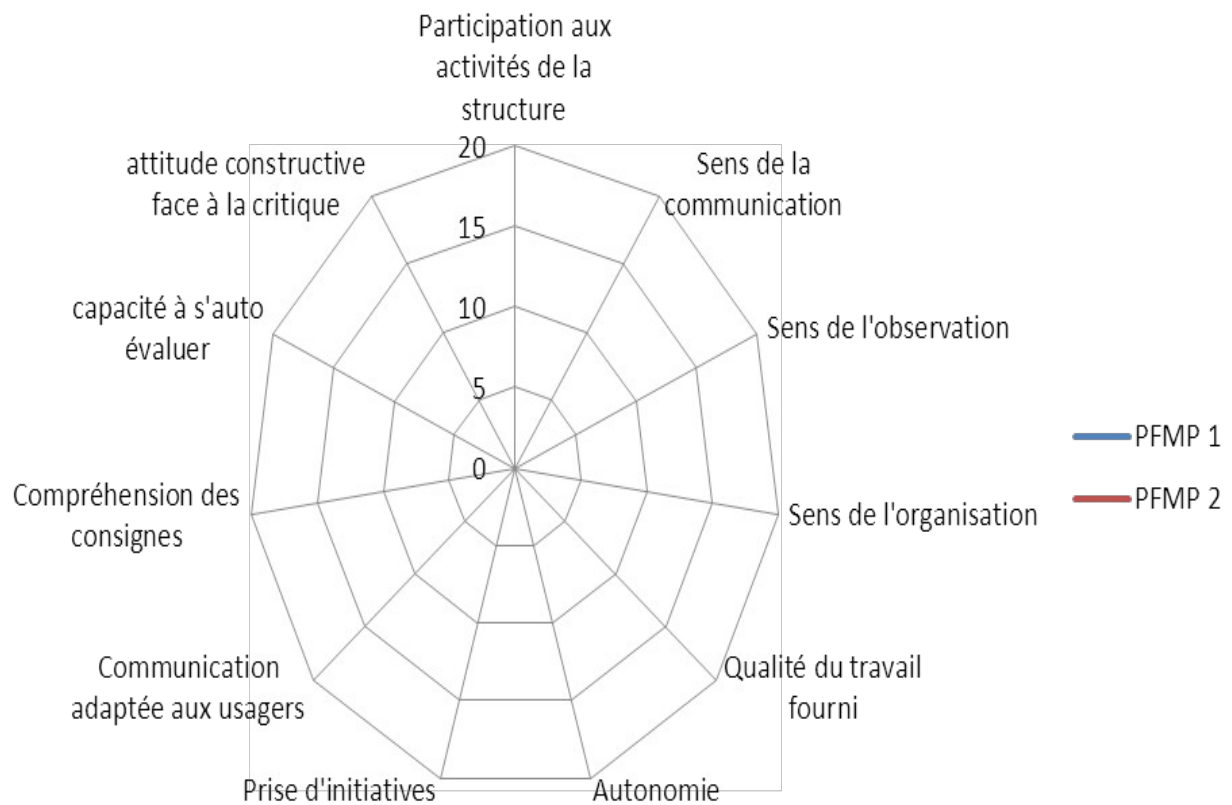 Participation aux
activités de la
structure
20
15
10
5
0
Sens de la
communication
Sens de l'observation
Sens de l'organisation
Qualité du travail
fourni
Autonomie
Prise d'initiatives
Communication
adaptée aux usagers
Compréhension des
consignes
capacité à s'auto
évaluer
attitude constructive
face à la critique
PFMP 1
PFMP 2